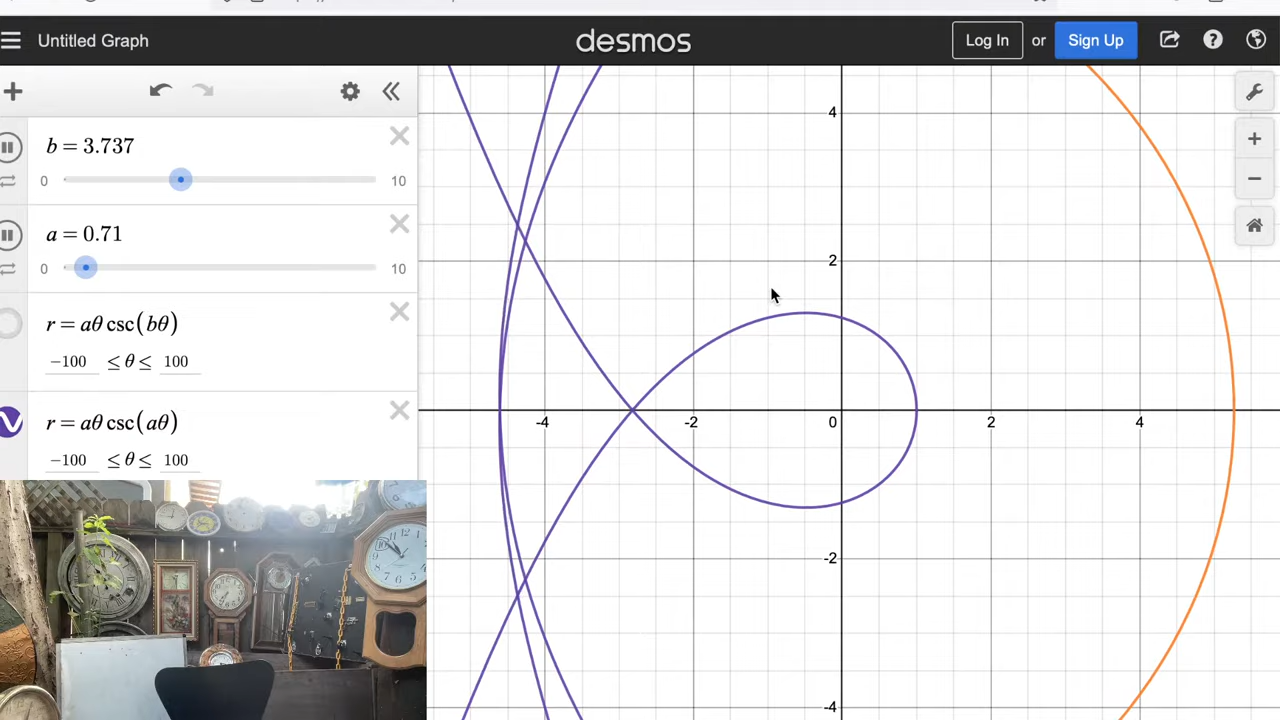 Untitled Graph
desmos
Log In or Sign Up
b = 3.737
0 10
a = 0.71
0 10
r = aθ csc(bθ)
-100 ≤ θ ≤ 100
r = aθ csc(aθ)
-100 ≤ θ ≤ 100
4
2
-4 -2 0 2 4
-2
-4